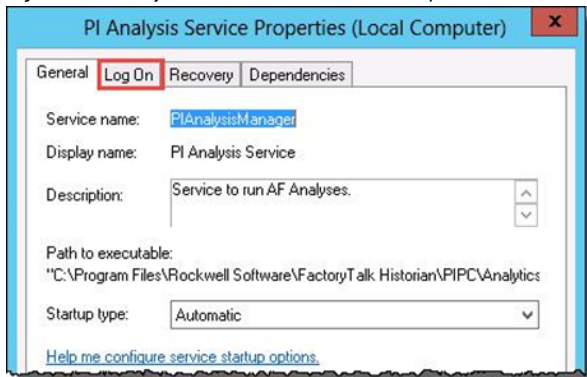 PI Analysis Service Properties (Local Computer)
x
General Log On Recovery Dependencies
Service name: PIAnalysisManager
Display name: PI Analysis Service
Description: Service to run AF Analyses.
Path to executable:
"C:\Program Files\Rockwell Software\FactoryTalk Historian\PIPC\Analytics
Startup type: Automatic
Help me configure service startup options.